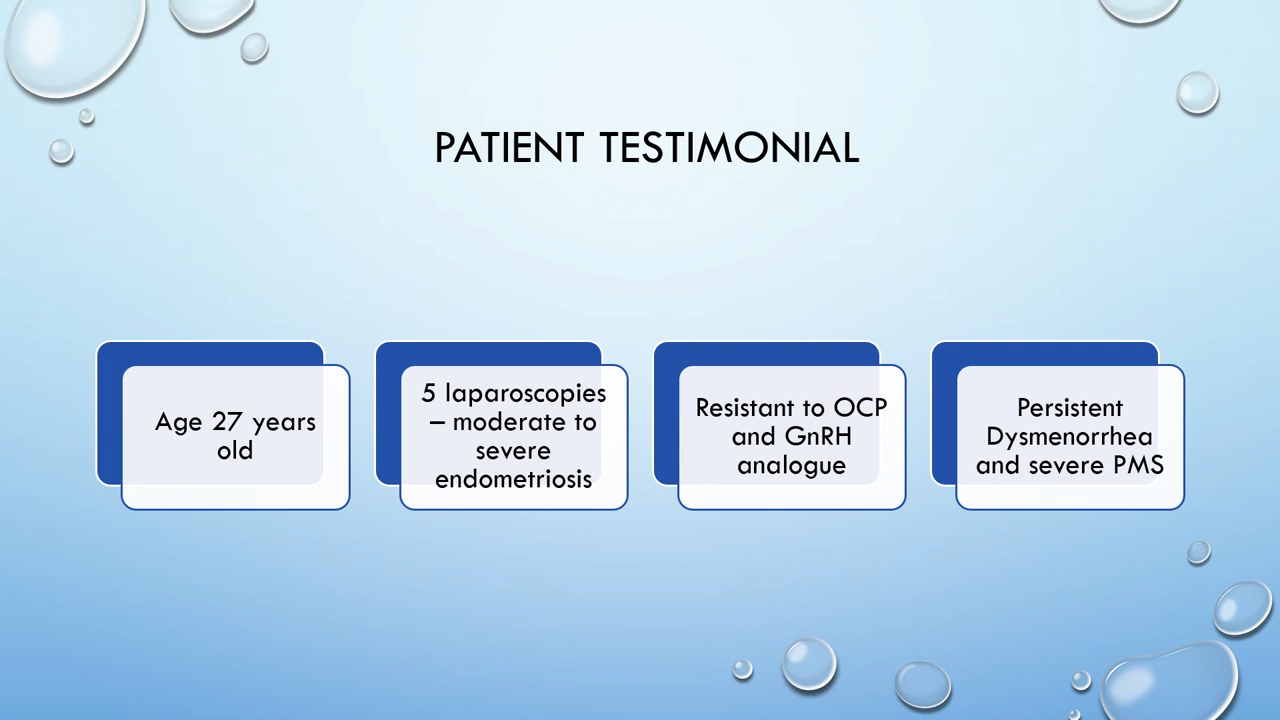 PATIENT TESTIMONIAL
Age 27 years
old
5 laparoscopies
– moderate to
severe
endometriosis
Resistant to OCP
and GnRH
analogue
Persistent
Dysmenorrhea
and severe PMS